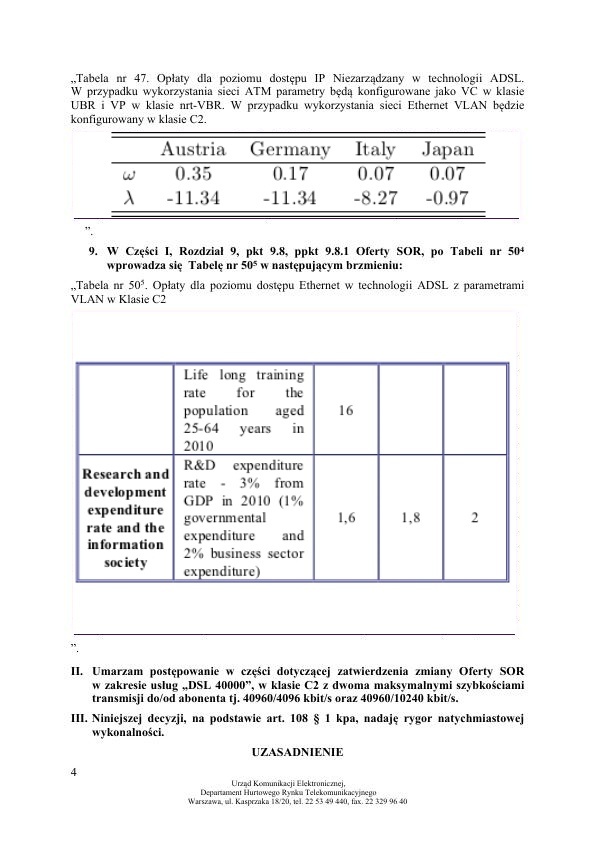 „Tabela nr 47. Opłaty dla poziomu dostępu IP Niezarządzany w technologii ADSL.
W przypadku wykorzystania sieci ATM parametry będą konfigurowane jako VC w klasie
UBR i VP w klasie nrt-VBR. W przypadku wykorzystania sieci Ethernet VLAN będzie
konfigurowany w klasie C2.
Austria Germany Italy Japan
ω 0.35 0.17 0.07 0.07
λ -11.34 -11.34 -8.27 -0.97
”.
9. W Części I, Rozdział 9, pkt 9.8, ppkt 9.8.1 Oferty SOR, po Tabeli nr 50⁴
wprowadza się Tabelę nr 50⁵ w następującym brzmieniu:
„Tabela nr 50⁵. Opłaty dla poziomu dostępu Ethernet w technologii ADSL z parametrami
VLAN w Klasie C2
Life long training
rate for the
population aged
25-64 years in
2010
16
Research and
development
expenditure
rate and the
information
society
R&D expenditure
rate - 3% from
GDP in 2010 (1%
governmental
expenditure and
2% business sector
expenditure)
1,6 1,8 2
”.
II. Umarzam postępowanie w części dotyczącej zatwierdzenia zmiany Oferty SOR
w zakresie usług „DSL 40000”, w klasie C2 z dwoma maksymalnymi szybkościami
transmisji do/od abonenta tj. 40960/4096 kbit/s oraz 40960/10240 kbit/s.
III. Niniejszej decyzji, na podstawie art. 108 § 1 kpa, nadaję rygor natychmiastowej
wykonalności.
UZASADNIENIE
4
Urząd Komunikacji Elektronicznej,
Departament Hurtowego Rynku Telekomunikacyjnego
Warszawa, ul. Kasprzaka 18/20, tel. 22 53 49 440, fax. 22 329 96 40